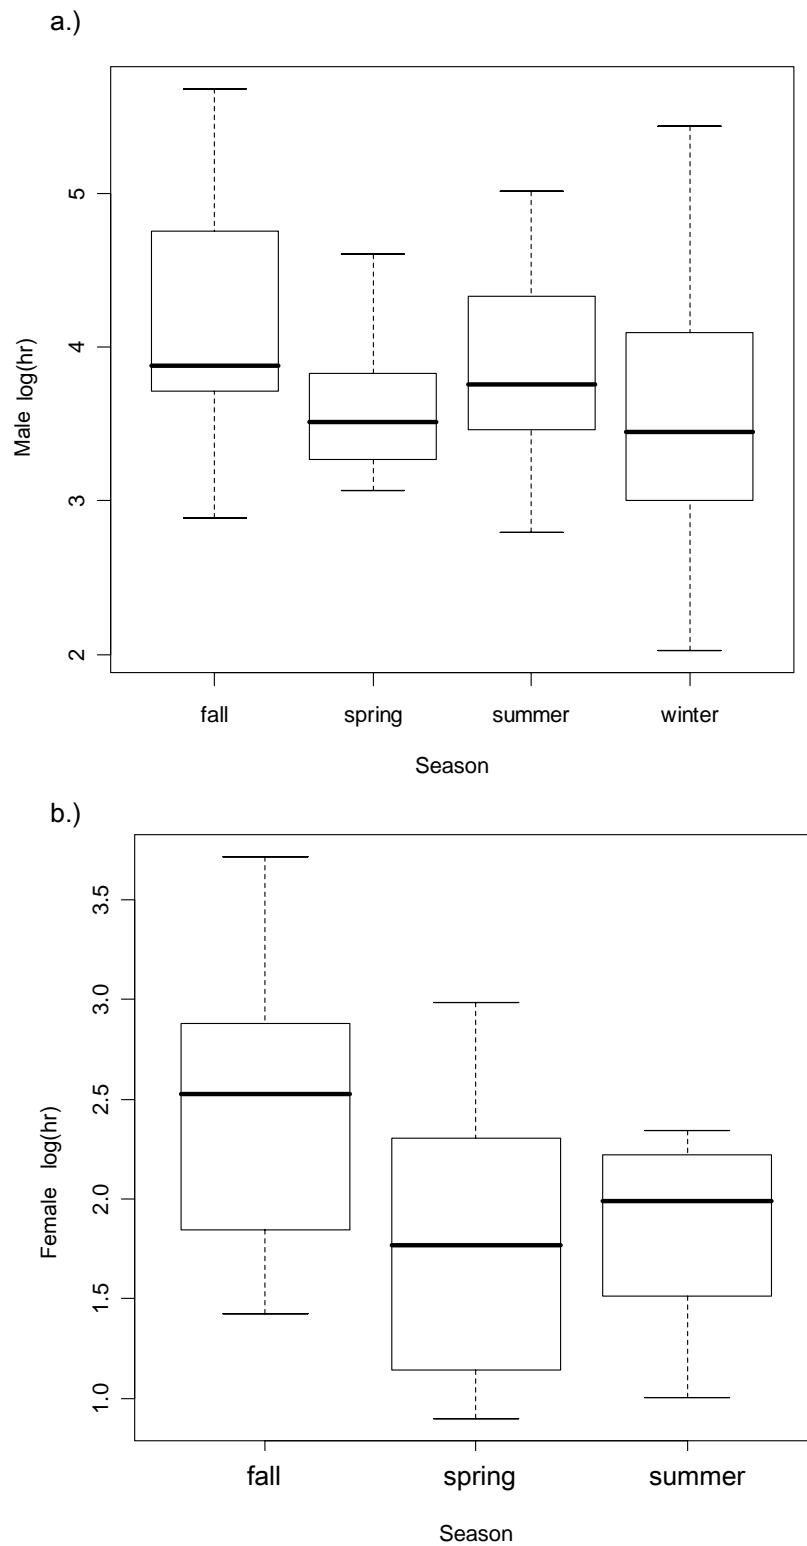 a.)
5
4
3
2
Male log(hr)
fall spring summer winter
Season
b.)
3.5
3.0
2.5
2.0
1.5
1.0
Female log(hr)
fall spring summer
Season